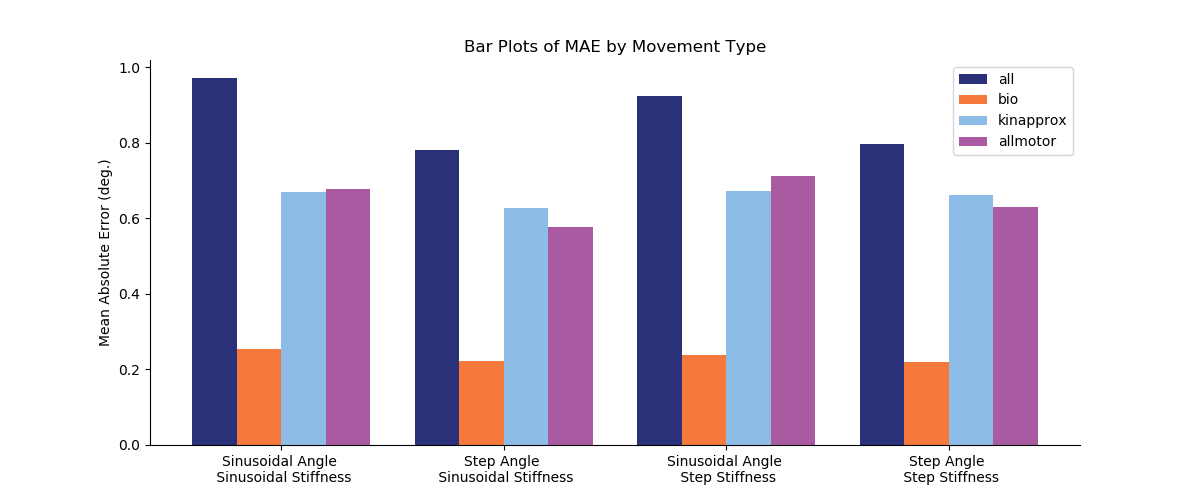 Bar Plots of MAE by Movement Type
Mean Absolute Error (deg.)
1.0
0.8
0.6
0.4
0.2
0.0
all
bio
kinapprox
allmotor
Sinusoidal Angle
Sinusoidal Stiffness
Step Angle
Sinusoidal Stiffness
Sinusoidal Angle
Step Stiffness
Step Angle
Step Stiffness